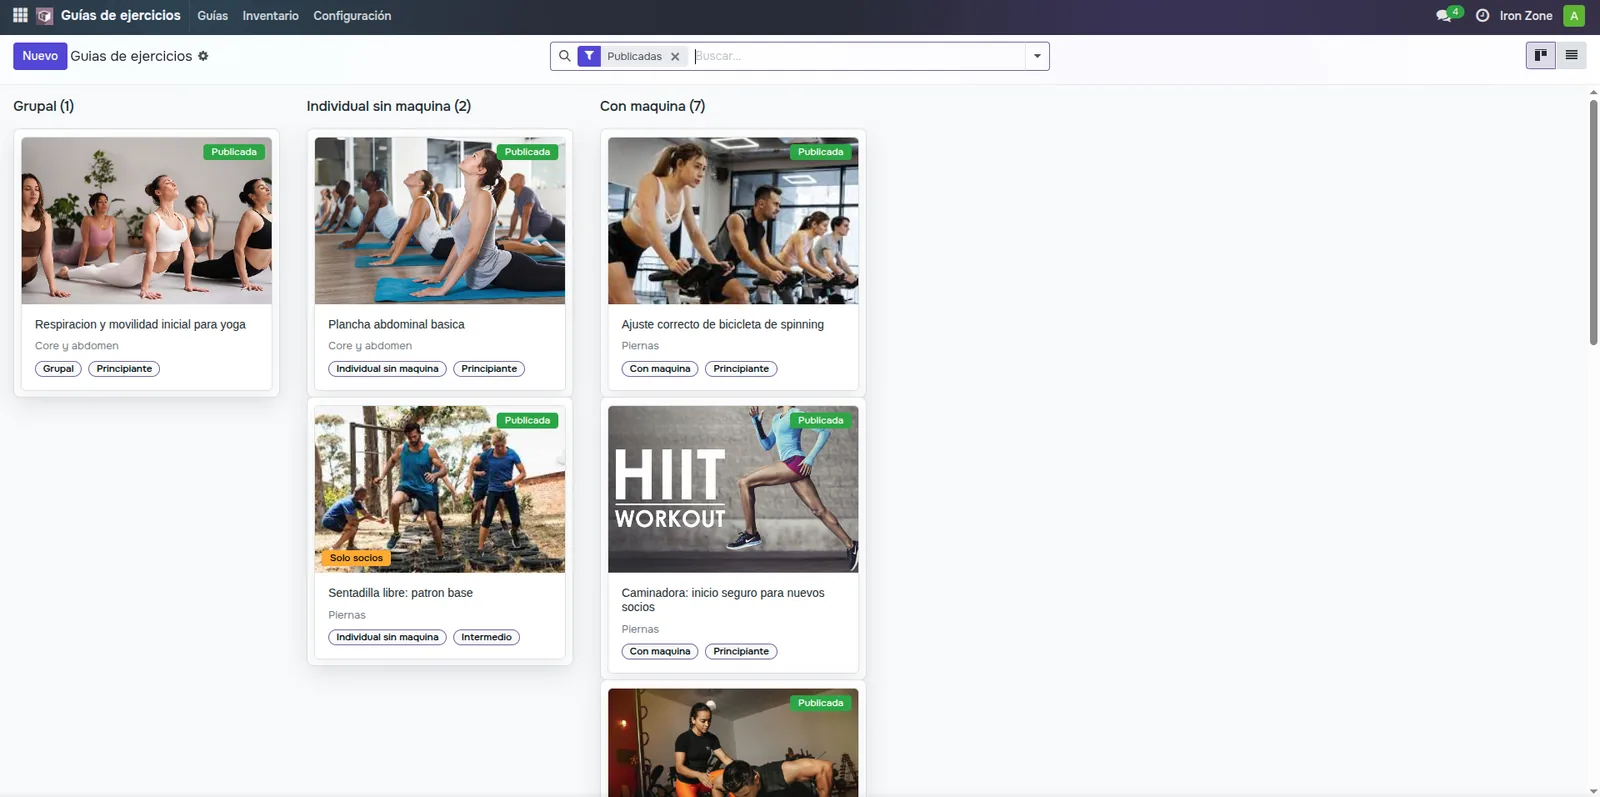 Guías de ejercicios Guías Inventario Configuración 4 Iron Zone A
Nuevo Guías de ejercicios Publicadas Buscar...
Grupal (1)
Publicada
Respiracion y movilidad inicial para yoga
Core y abdomen
Grupal Principiante
Individual sin maquina (2)
Publicada
Plancha abdominal basica
Core y abdomen
Individual sin maquina Principiante
Publicada
Solo socios
Sentadilla libre: patron base
Piernas
Individual sin maquina Intermedio
Con maquina (7)
Publicada
Ajuste correcto de bicicleta de spinning
Piernas
Con maquina Principiante
Publicada
HIIT
WORKOUT
Caminadora: inicio seguro para nuevos
socios
Piernas
Con maquina Principiante
Publicada